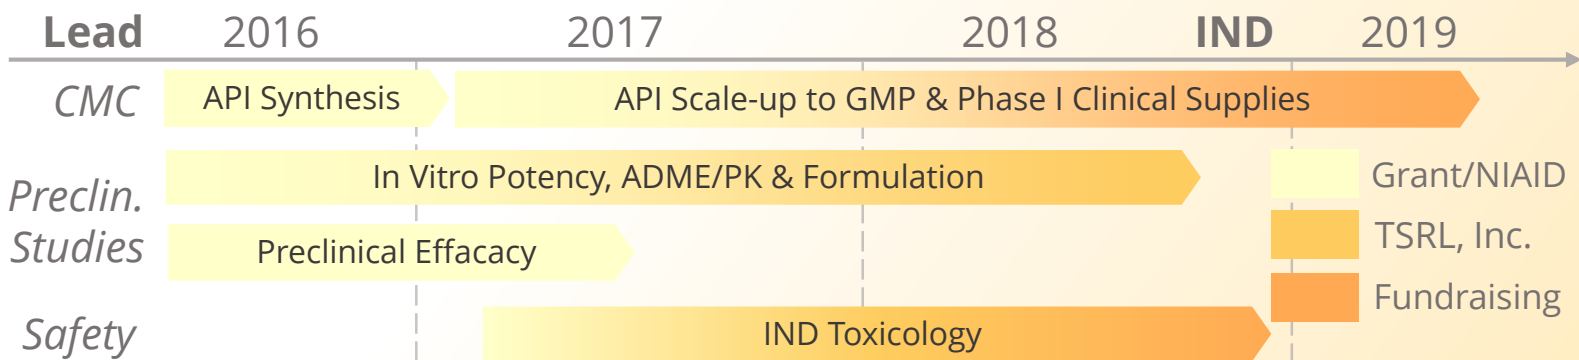 Lead 2016 2017 2018 IND 2019
CMC API Synthesis API Scale-up to GMP & Phase I Clinical Supplies
Preclin. Studies
In Vitro Potency, ADME/PK & Formulation
Preclinical Effacacy
Safety IND Toxicology
Grant/NIAID
TSRL, Inc.
Fundraising